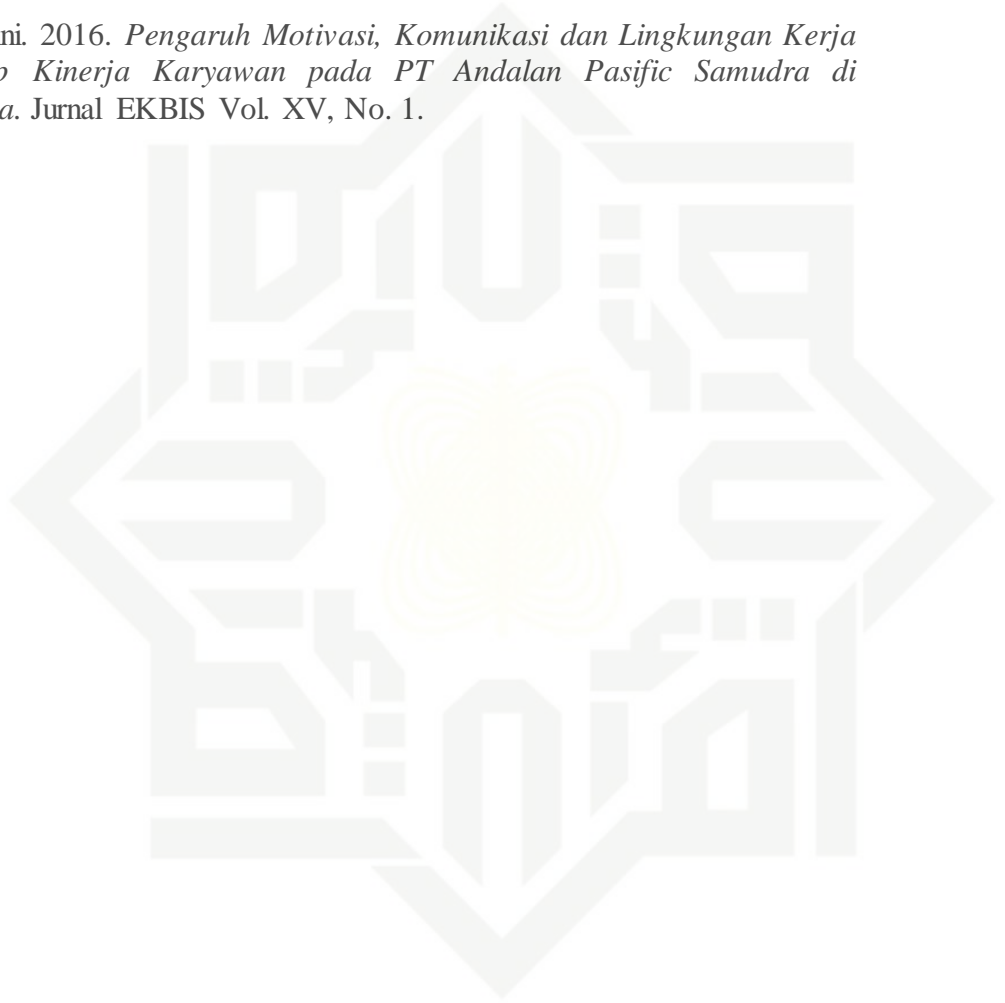 ni. 2016. Pengaruh Motivasi, Komunikasi dan Lingkungan Kerja
Kinerja Karyawan pada PT Andalan Pasific Samudra di
a. Jurnal EKBIS Vol. XV, No. 1.